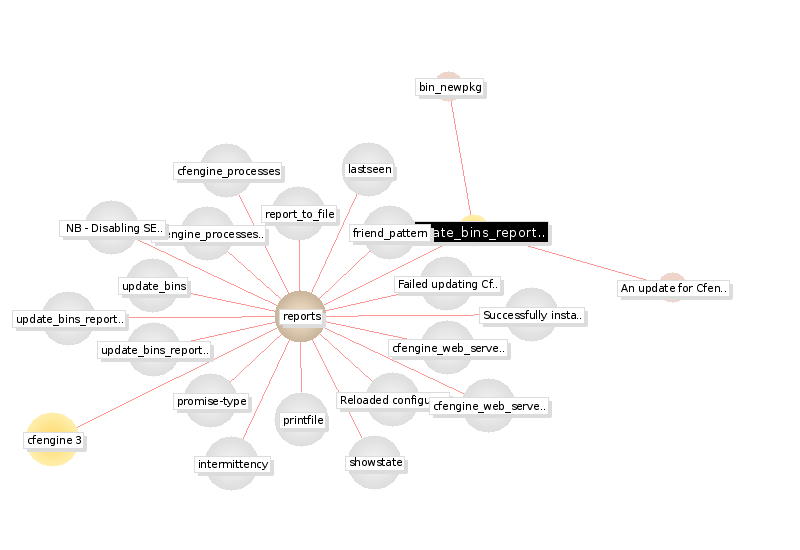 bin_newpkg
cfengine_processes
lastseen
report_to_file
NB - Disabling SE..
engine_processes..
friend_pattern
ate_bins_report..
update_bins
Failed updating Cf..
An update for Cfen..
update_bins_report..
reports
Successfully insta..
update_bins_report..
cfengine_web_serve..
promise-type
Reloaded configu
cfengine_web_serve..
printfile
cfengine 3
intermittency
showstate